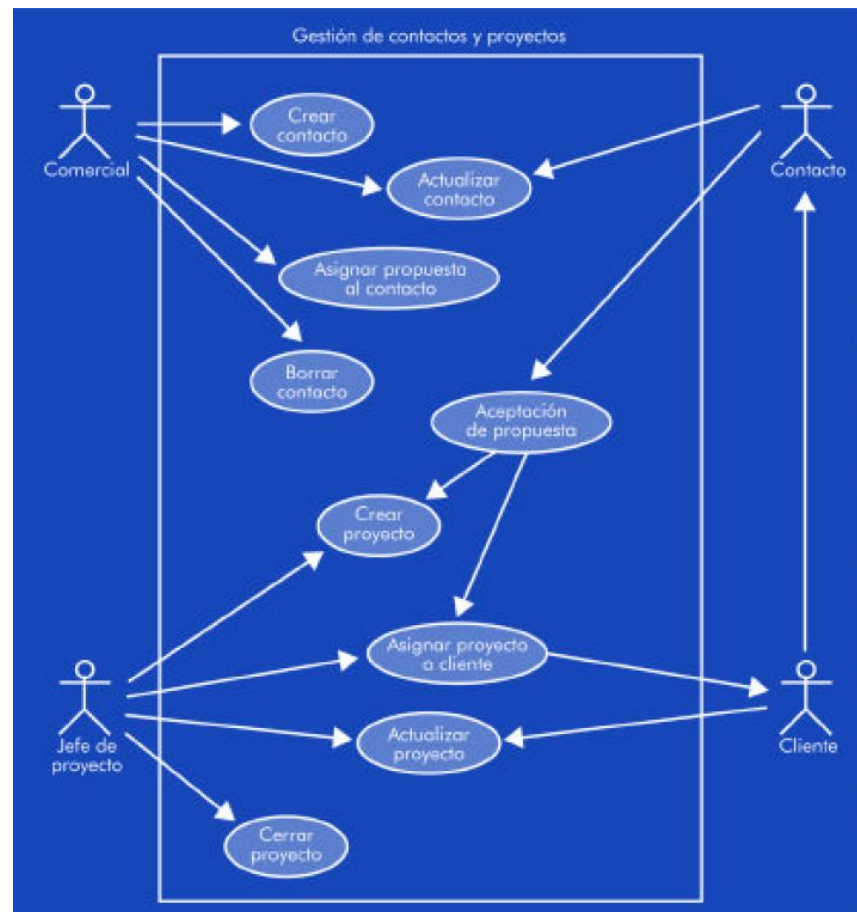 Gestión de contactos y proyectos
Comercial
Contacto
Crear
contacto
Actualizar
contacto
Asignar propuesta
al contacto
Borrar
contacto
Aceptación
de propuesta
Crear
proyecto
Asignar proyecto
a cliente
Jefe de
proyecto
Actualizar
proyecto
Cliente
Cerrar
proyecto